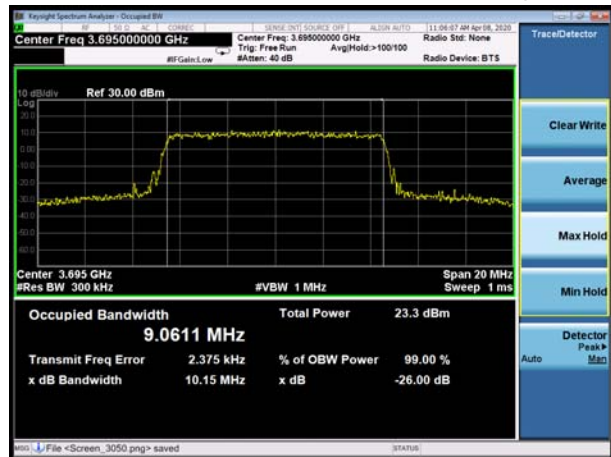 Keysight Spectrum Analyzer - Occupied BW
RF 50 Ω AC CORREC SENSE:INT SOURCE OFF ALIGN AUTO 11:06:07 AM Apr 08, 2020
Center Freq 3.695000000 GHz Center Freq: 3.695000000 GHz Radio Std: None Trace/Detector
Trig: Free Run Avg|Hold:>100/100
#IFGain:Low #Atten: 40 dB Radio Device: BTS
10 dB/div Ref 30.00 dBm
Log
20.0
10.0
0.00
-10.0
-20.0
-30.0
-40.0
-50.0
-60.0
Clear Write
Average
Max Hold
Min Hold
Center 3.695 GHz Span 20 MHz
#Res BW 300 kHz #VBW 1 MHz Sweep 1 ms
Occupied Bandwidth Total Power 23.3 dBm
9.0611 MHz
Transmit Freq Error 2.375 kHz % of OBW Power 99.00 %
x dB Bandwidth 10.15 MHz x dB -26.00 dB
Detector
Peak▶
Auto Man
MSG File <Screen_3050.png> saved STATUS